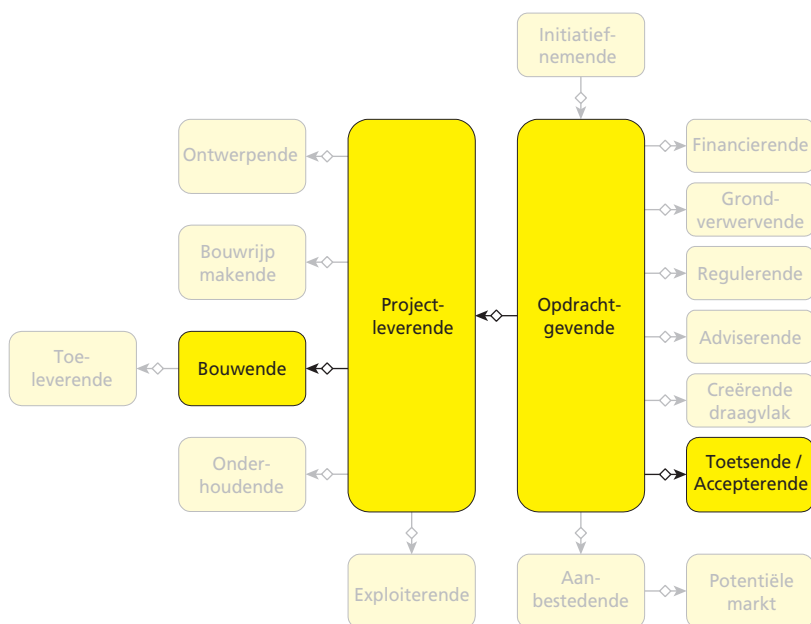 Initiatief-
nemende
Ontwerpende
Bouwrijp
makende
Toe-
leverende
Bouwende
Onder-
houdende
Project-
leverende
Exploiterende
Opdracht-
gevende
Financierende
Grond-
verwervende
Regulerende
Adviserende
Creërende
draagvlak
Toetsende /
Accepterende
Aan-
bestedende
Potentiële
markt